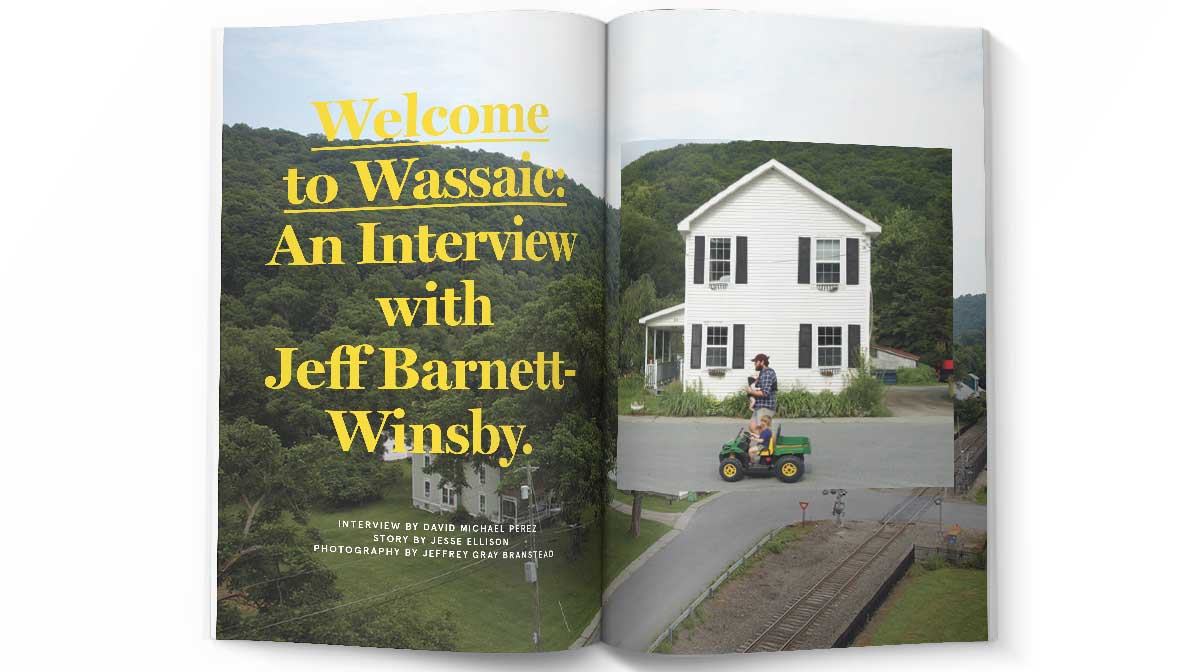 Welcome
to Wassaic:
An Interview
with
Jeff Barnett-
Winsby.
INTERVIEW BY DAVID MICHAEL PEREZ
STORY BY JESSE ELLISON
PHOTOGRAPHY BY JEFFREY GRAY BRANSTEAD